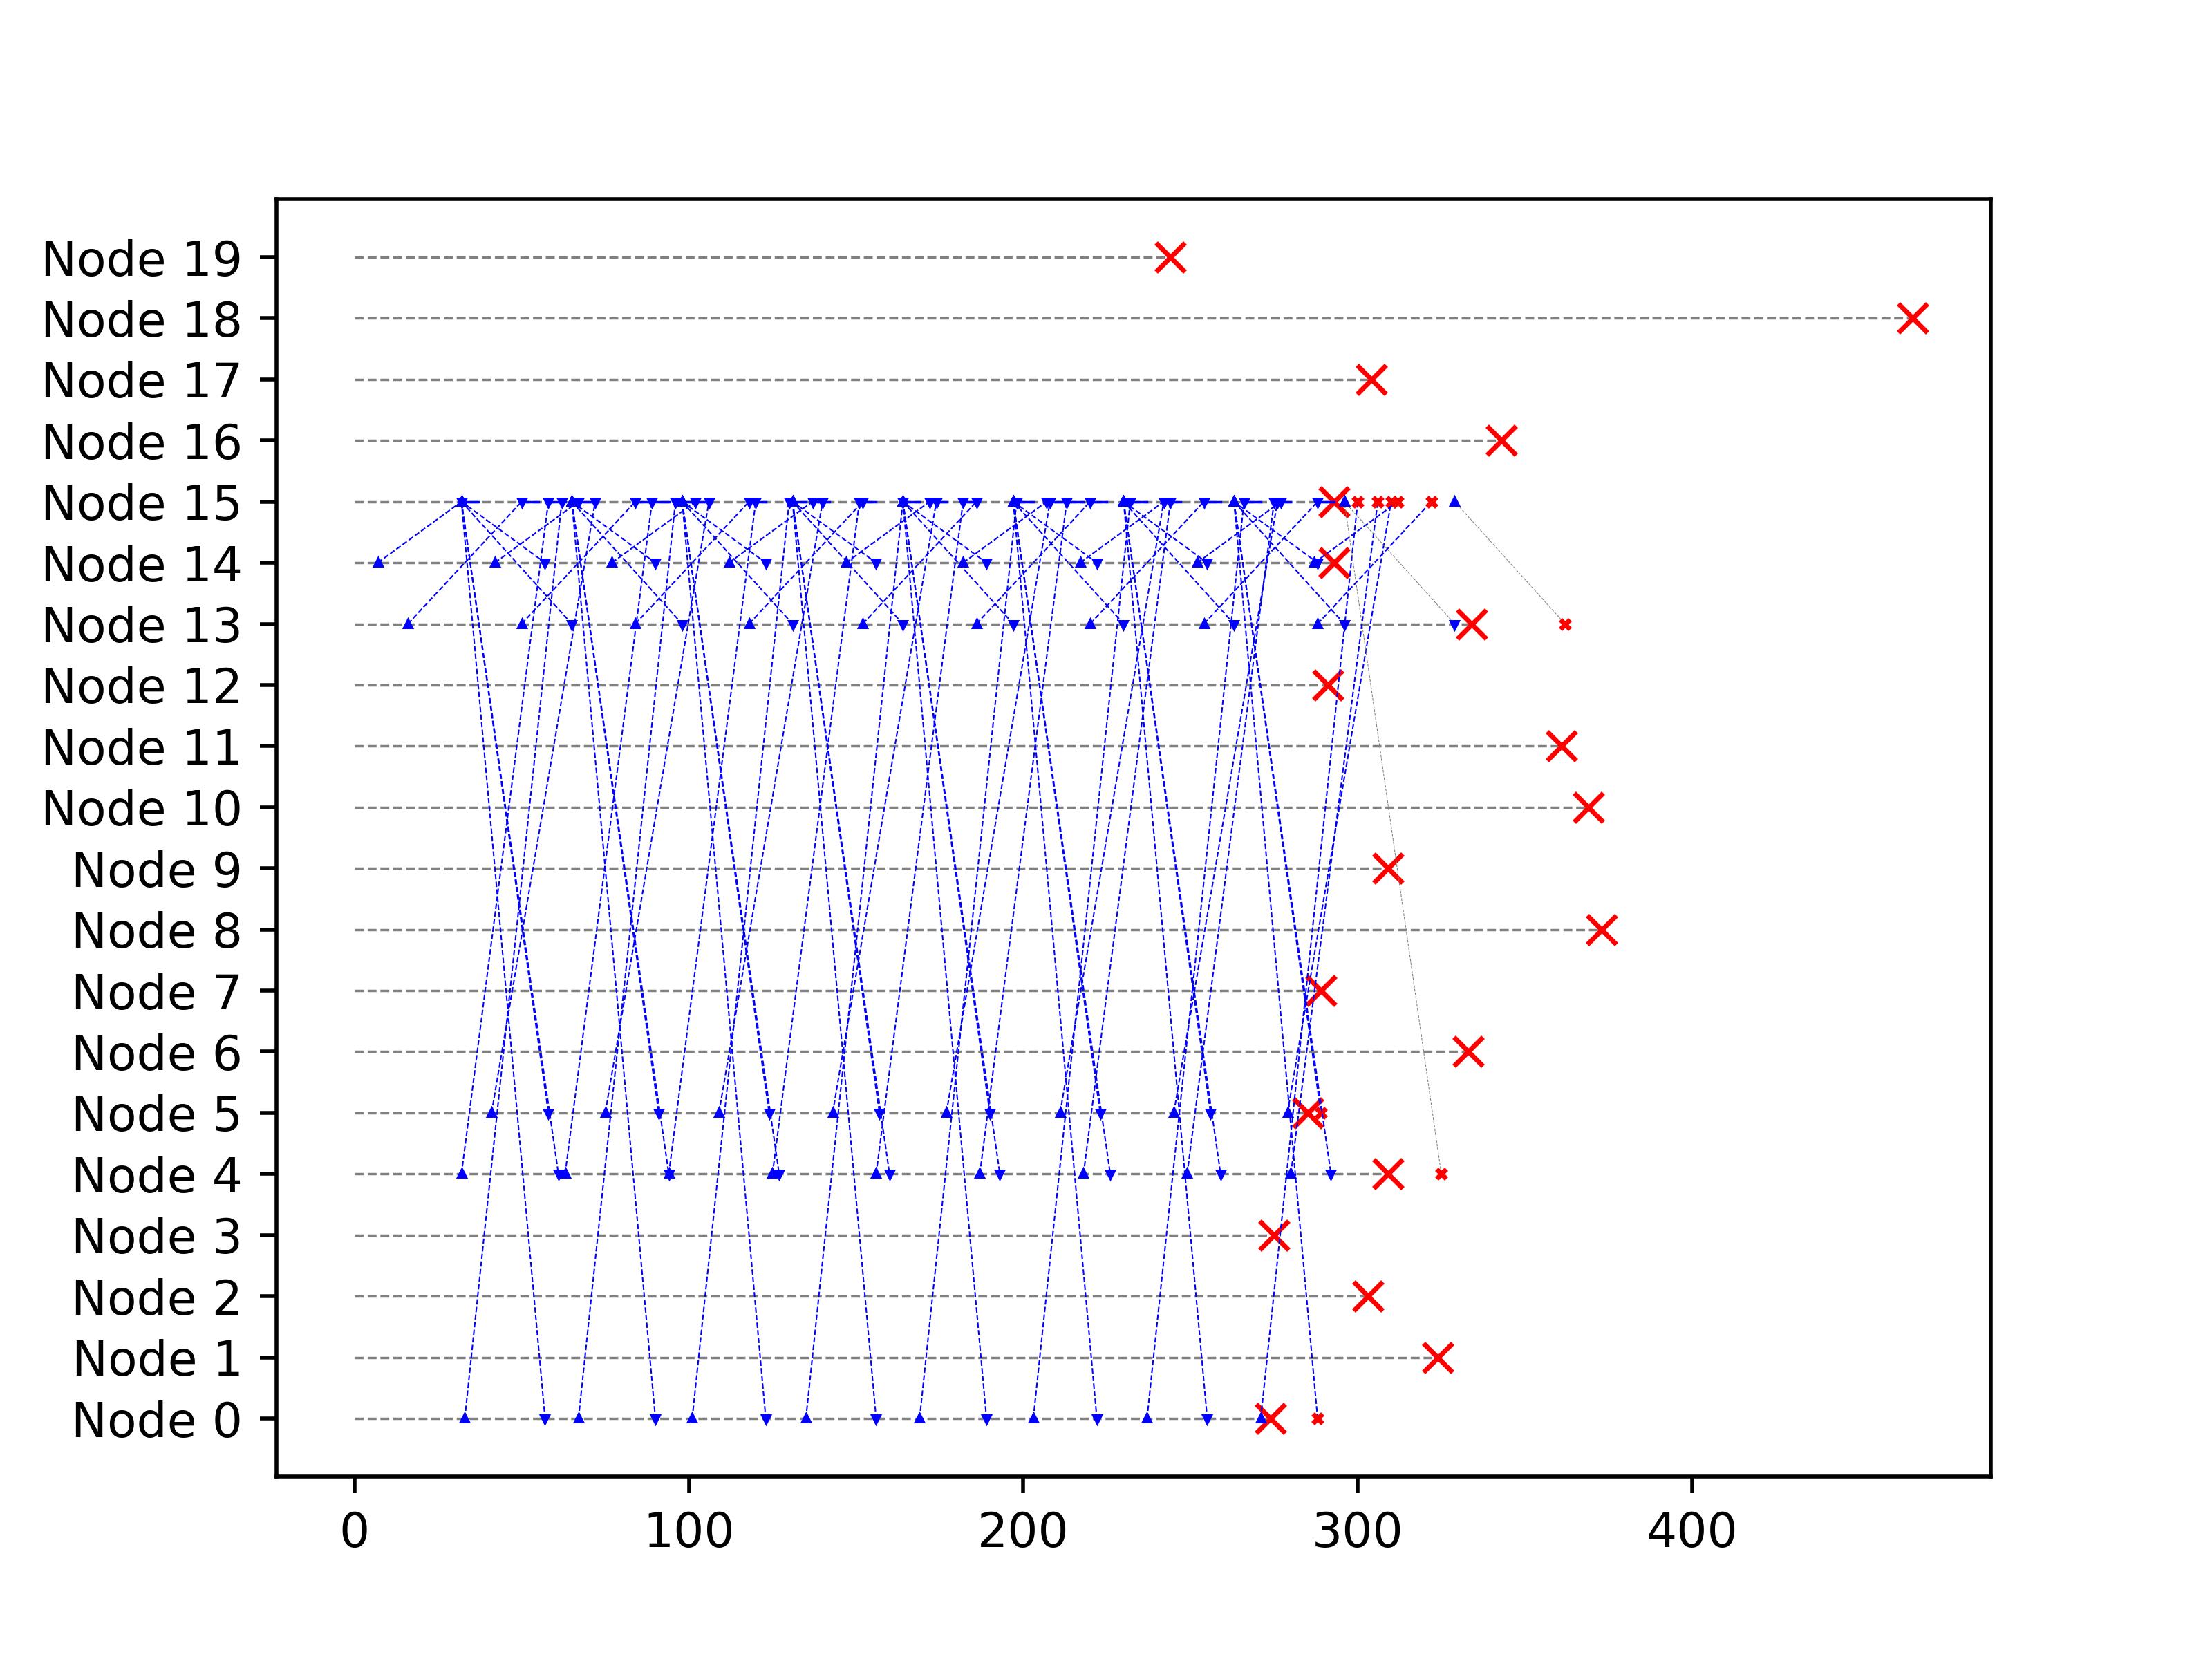 Node 19
Node 18
Node 17
Node 16
Node 15
Node 14
Node 13
Node 12
Node 11
Node 10
Node 9
Node 8
Node 7
Node 6
Node 5
Node 4
Node 3
Node 2
Node 1
Node 0
0 100 200 300 400